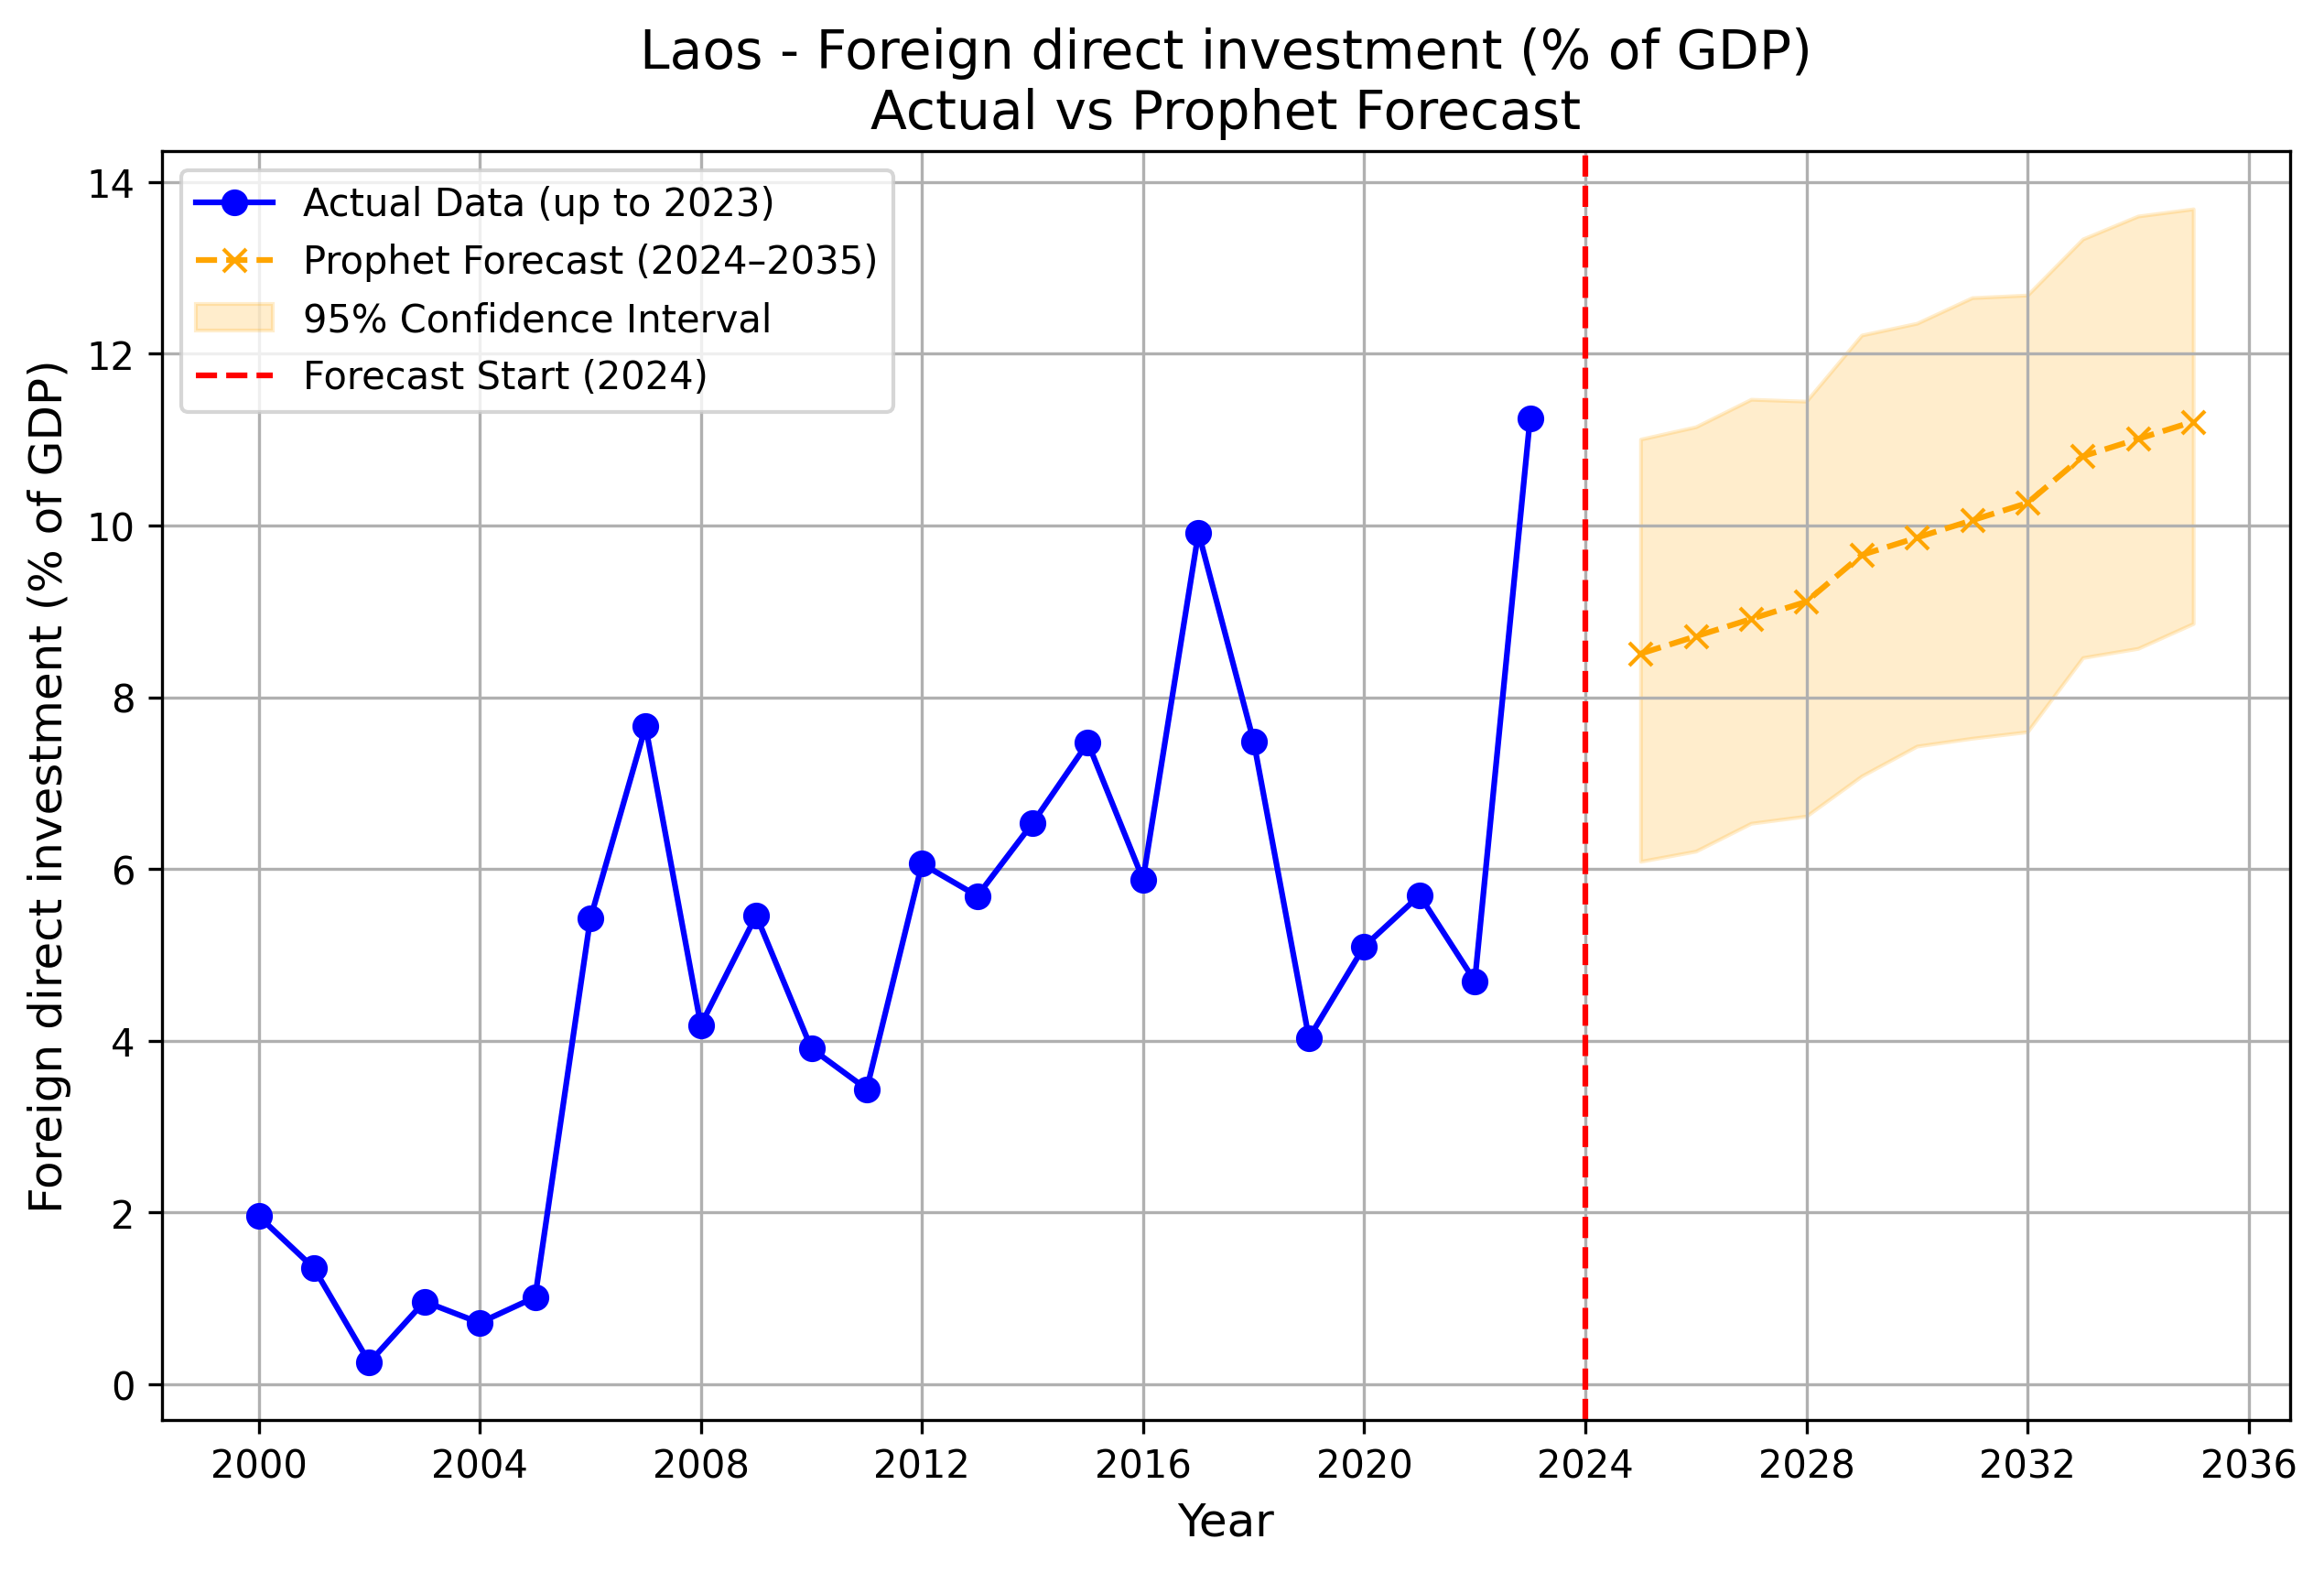 Laos - Foreign direct investment (% of GDP)
Actual vs Prophet Forecast
Actual Data (up to 2023)
Prophet Forecast (2024–2035)
95% Confidence Interval
Forecast Start (2024)
Foreign direct investment (% of GDP)
14
12
10
8
6
4
2
0
2000 2004 2008 2012 2016 2020 2024 2028 2032 2036
Year